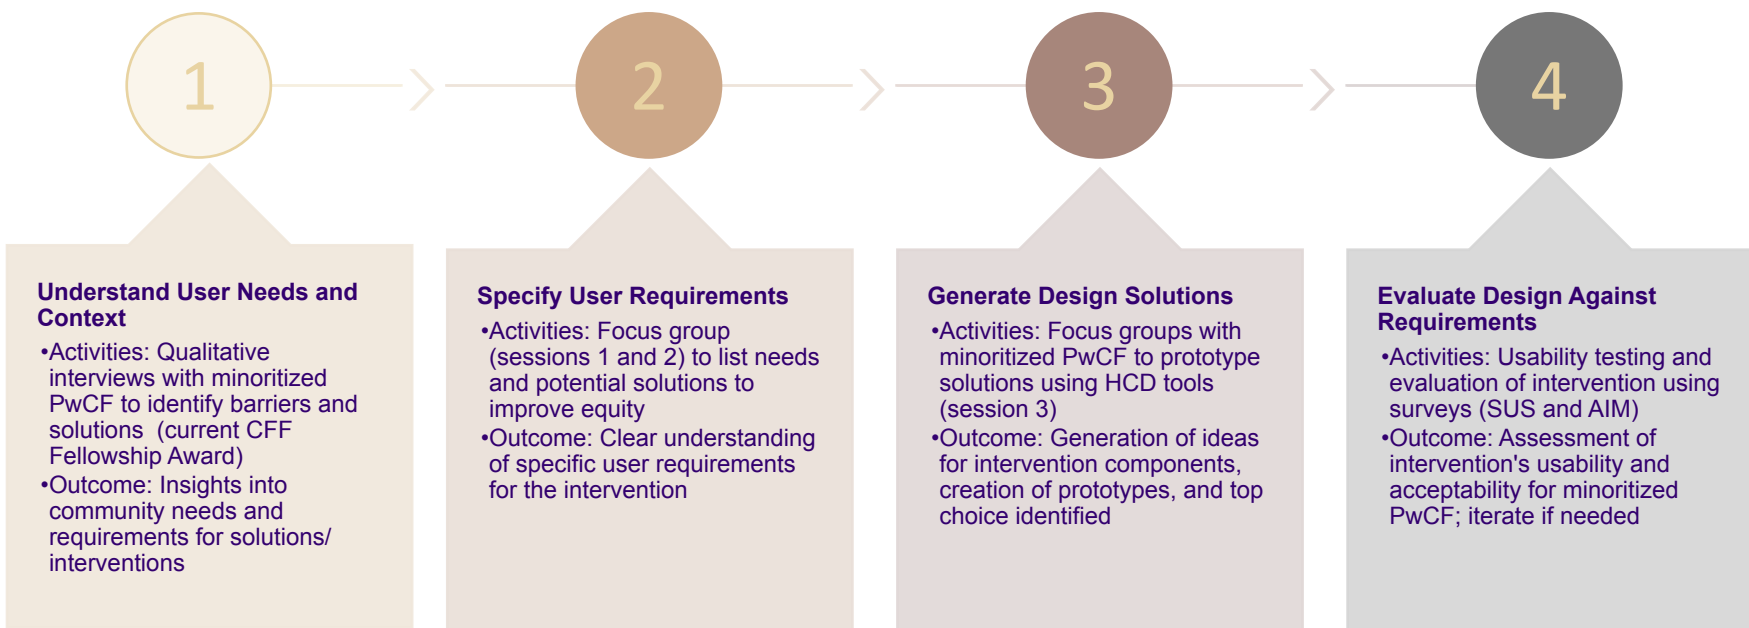 1
2
3
4
Understand User Needs and
Context
•Activities: Qualitative
interviews with minoritized
PwCF to identify barriers and
solutions  (current CFF
Fellowship Award)
•Outcome: Insights into
community needs and
requirements for solutions/
interventions
Specify User Requirements
•Activities: Focus group
(sessions 1 and 2) to list needs
and potential solutions to
improve equity
•Outcome: Clear understanding
of specific user requirements
for the intervention
Generate Design Solutions
•Activities: Focus groups with
minoritized PwCF to prototype
solutions using HCD tools
(session 3)
•Outcome: Generation of ideas
for intervention components,
creation of prototypes, and top
choice identified
Evaluate Design Against
Requirements
•Activities: Usability testing and
evaluation of intervention using
surveys (SUS and AIM)
•Outcome: Assessment of
intervention's usability and
acceptability for minoritized
PwCF; iterate if needed